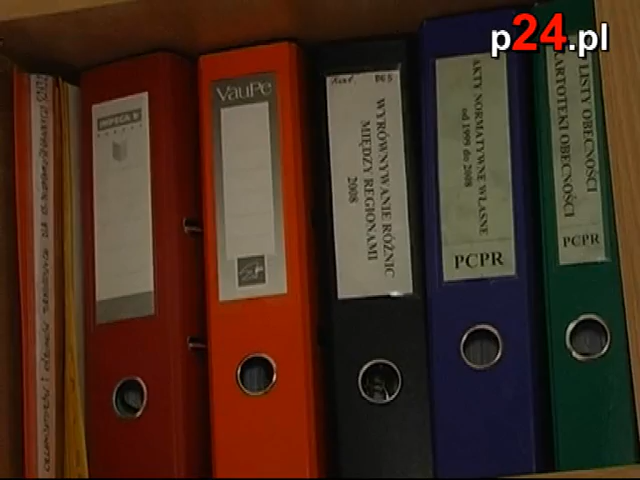 p24.pl
IMPEGA
VauPe
WYRÓWNYWANIE RÓŻNIC
MIĘDZY REGIONAMI
2008
AKTY NORMATYWNE WŁASNE
od 1999 do 2008
PCPR
LISTY OBECNOŚCI
KARTOTEKI OBECNOŚCI
PCPR